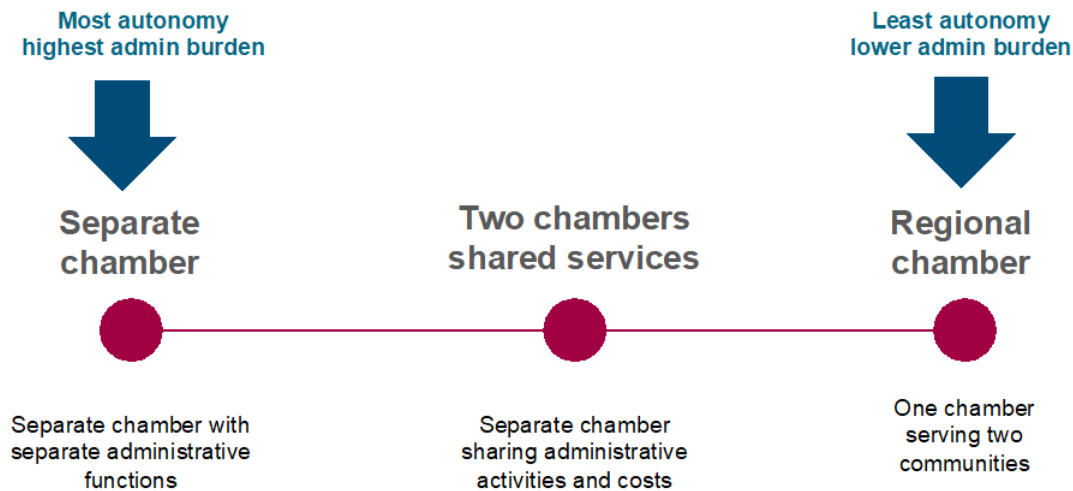 Most autonomy
highest admin burden
Least autonomy
lower admin burden
Separate
chamber
Two chambers
shared services
Regional
chamber
Separate chamber with
separate administrative
functions
Separate chamber
sharing administrative
activities and costs
One chamber
serving two
communities